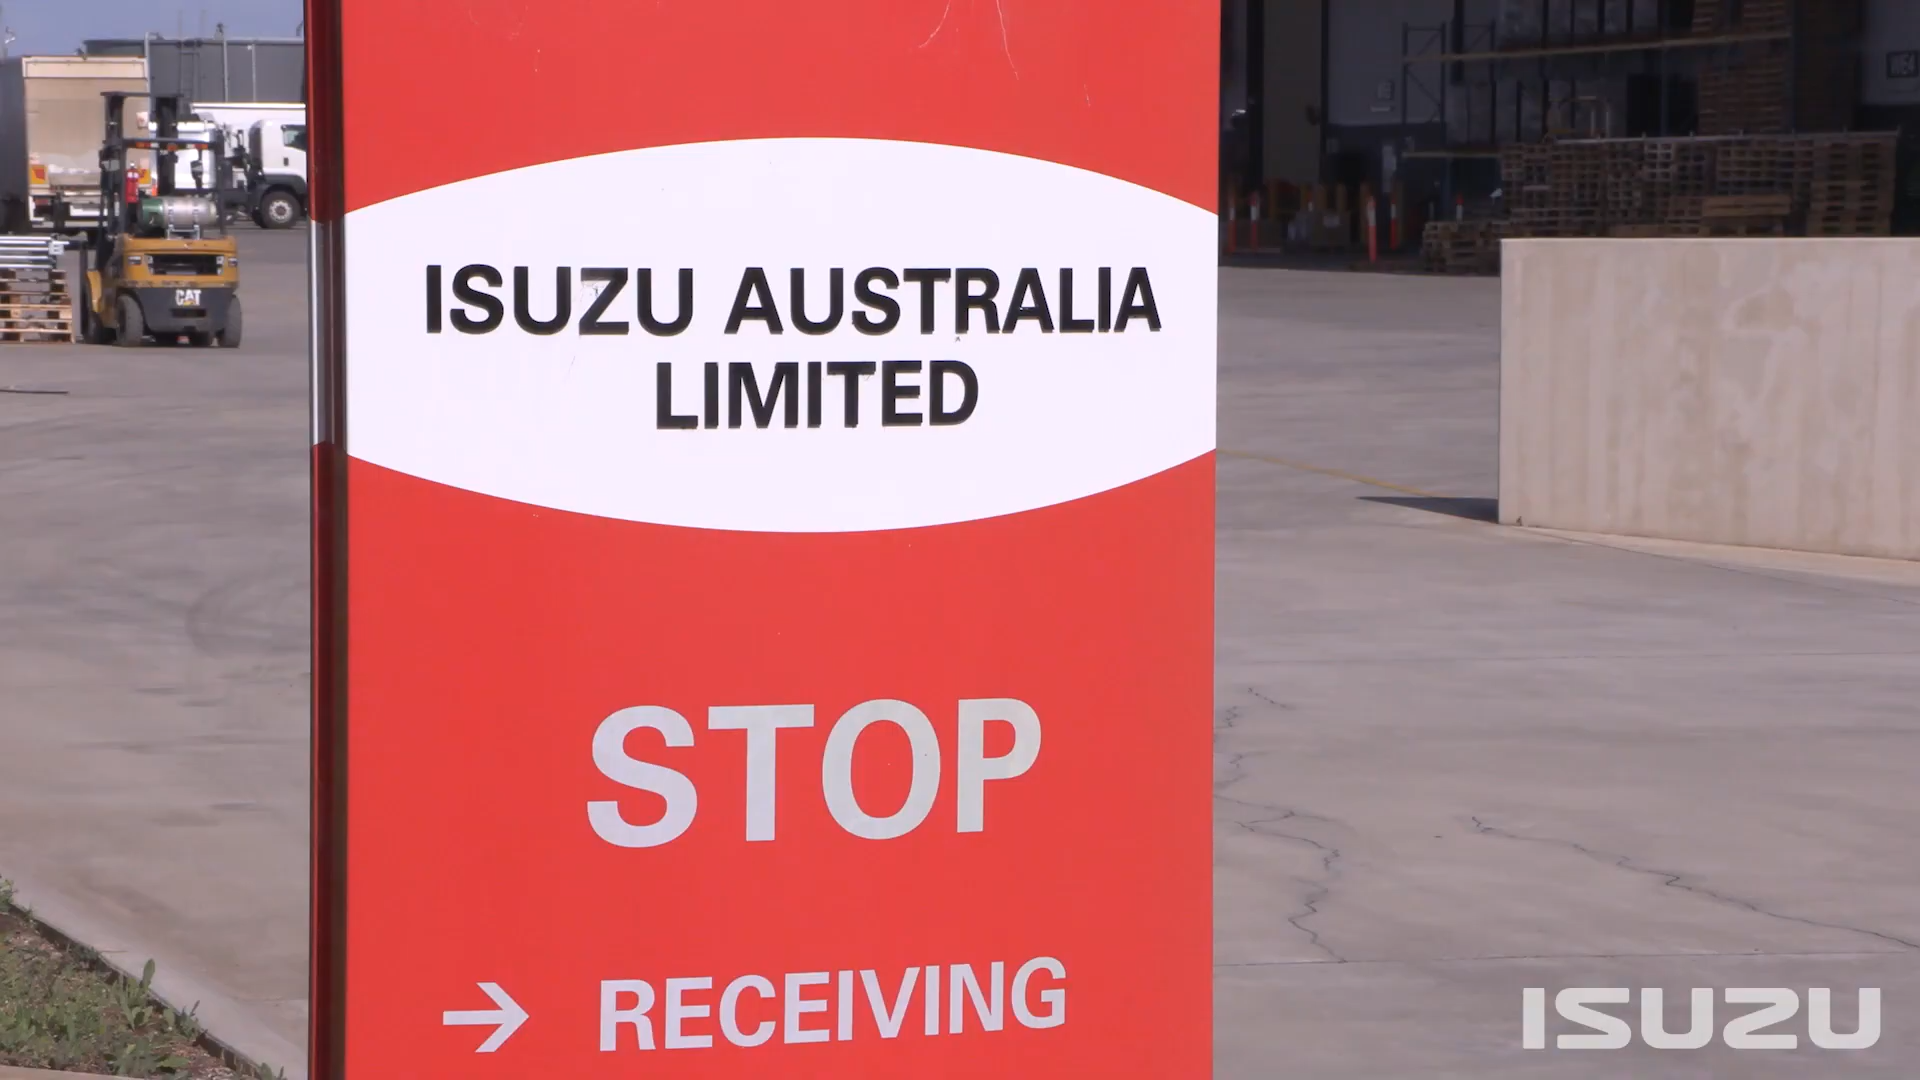 ISUZU AUSTRALIA
LIMITED
STOP
→ RECEIVING
CAT
ISUZU